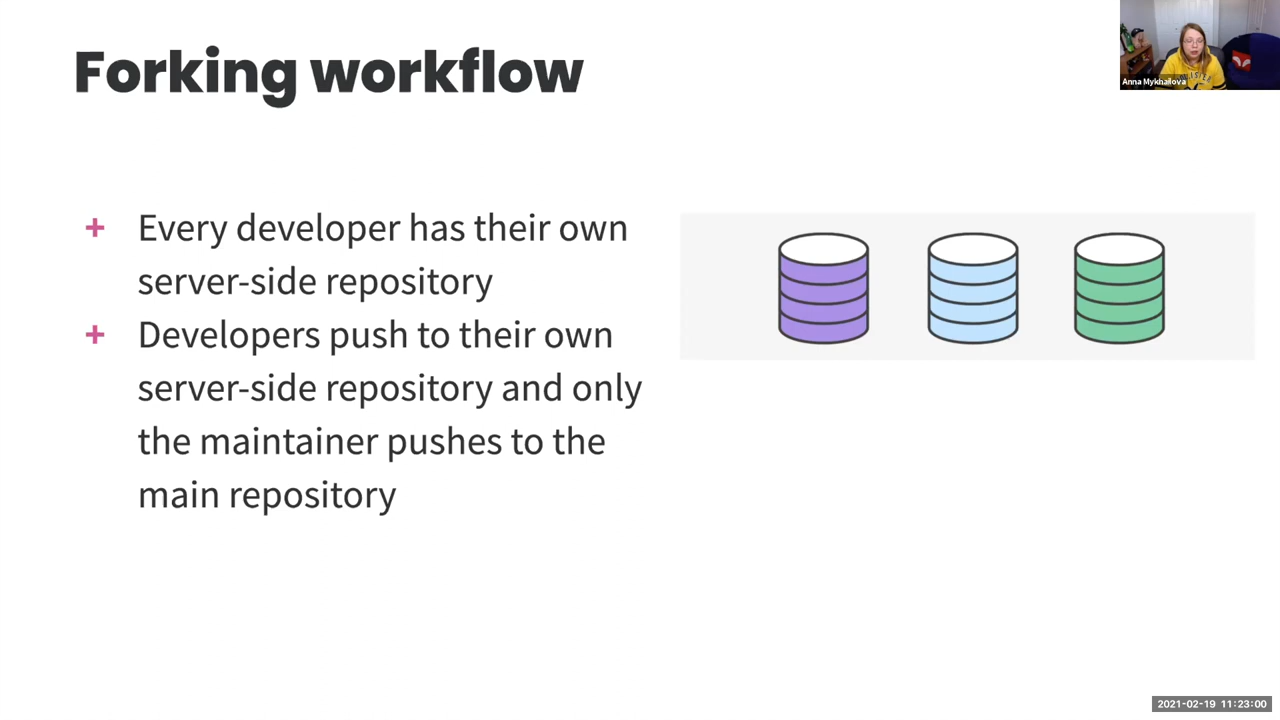 Forking workflow
Anna Mykhailova
+ Every developer has their own
server-side repository
+ Developers push to their own
server-side repository and only
the maintainer pushes to the
main repository
2021-02-19 11:23:00